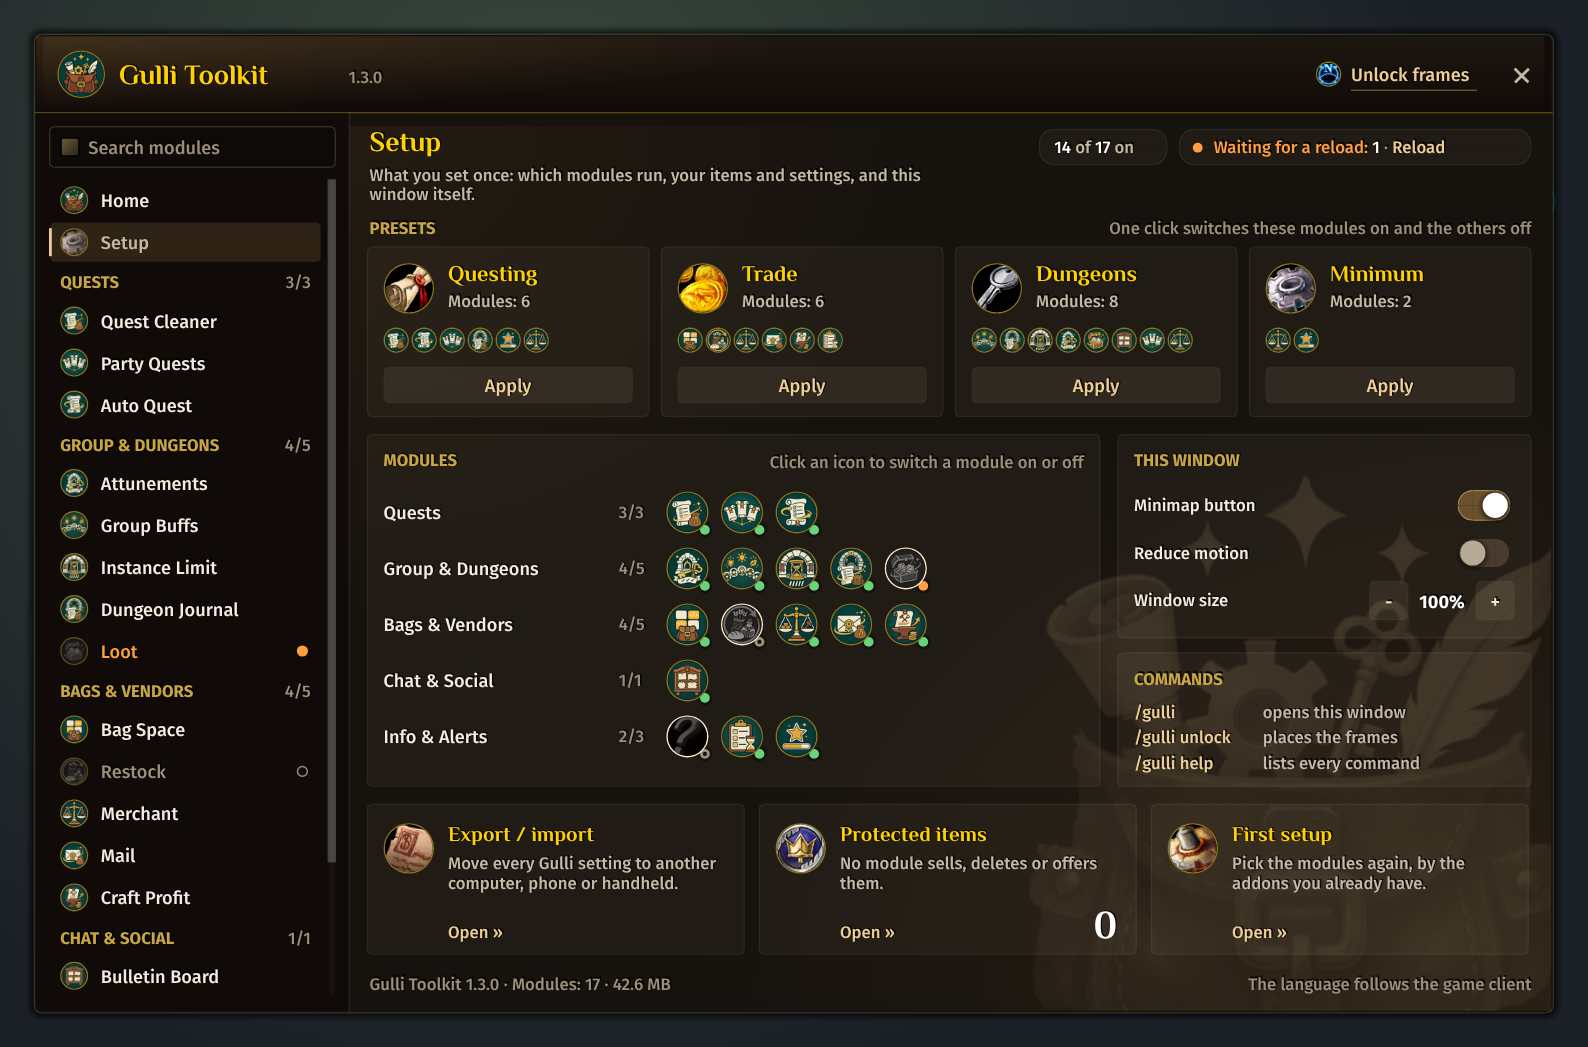 Gulli Toolkit
1.3.0
Unlock frames
Search modules
Home
Setup
QUESTS 3/3
Quest Cleaner
Party Quests
Auto Quest
GROUP & DUNGEONS 4/5
Attunements
Group Buffs
Instance Limit
Dungeon Journal
Loot
BAGS & VENDORS 4/5
Bag Space
Restock
Merchant
Mail
Craft Profit
CHAT & SOCIAL 1/1
Bulletin Board
Setup
14 of 17 on
Waiting for a reload: 1 · Reload
What you set once: which modules run, your items and settings, and this
window itself.
PRESETS
One click switches these modules on and the others off
Questing
Modules: 6
Apply
Trade
Modules: 6
Apply
Dungeons
Modules: 8
Apply
Minimum
Modules: 2
Apply
MODULES
Click an icon to switch a module on or off
Quests 3/3
Group & Dungeons 4/5
Bags & Vendors 4/5
Chat & Social 1/1
Info & Alerts 2/3
THIS WINDOW
Minimap button
Reduce motion
Window size - 100% +
COMMANDS
/gulli opens this window
/gulli unlock places the frames
/gulli help lists every command
Export / import
Move every Gulli setting to another
computer, phone or handheld.
Open »
Protected items
No module sells, deletes or offers
them.
Open »
0
First setup
Pick the modules again, by the
addons you already have.
Open »
Gulli Toolkit 1.3.0 · Modules: 17 · 42.6 MB
The language follows the game client